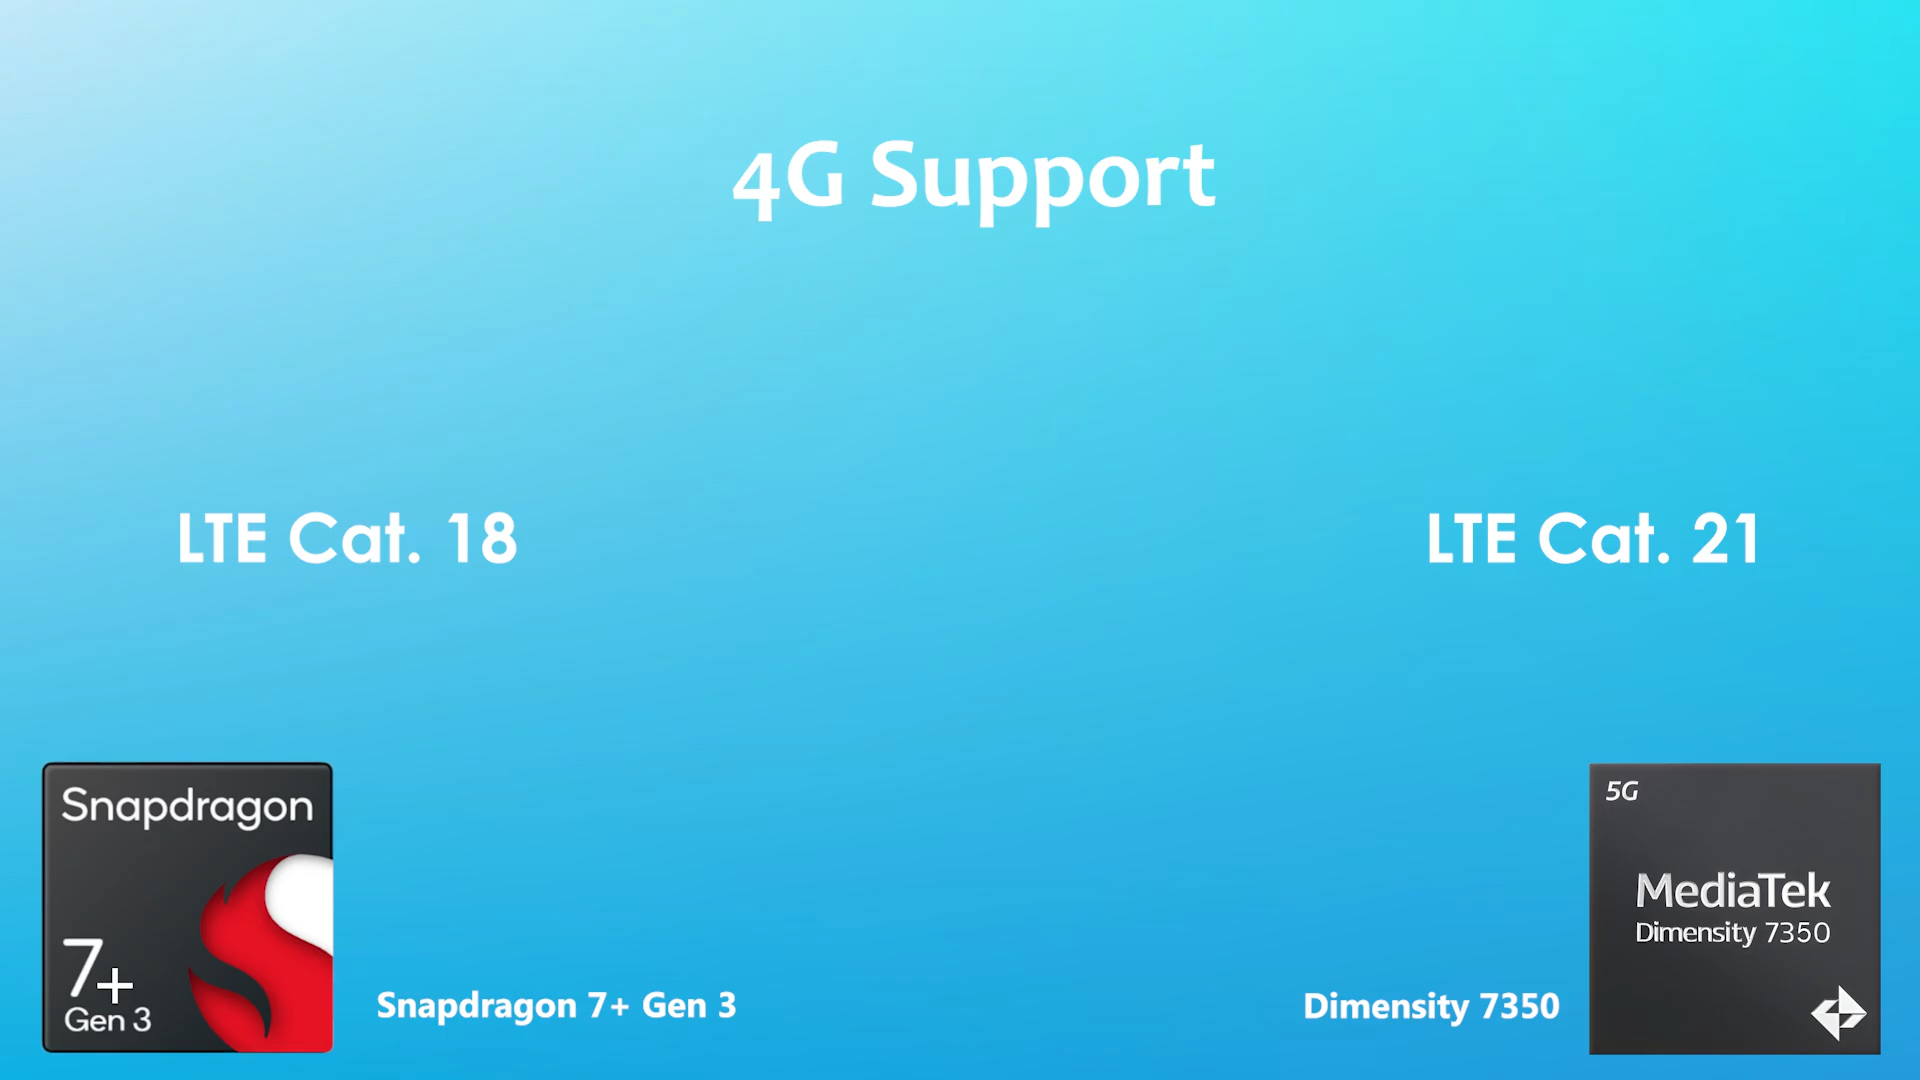 4G Support
LTE Cat. 18
LTE Cat. 21
Snapdragon
7+
Gen 3
Snapdragon 7+ Gen 3
Dimensity 7350
5G
MediaTek
Dimensity 7350